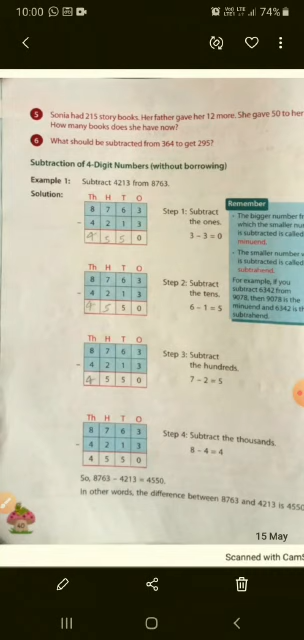 10:00
Vo) LTE
LTE1
74%
5 Sonia had 215 story books. Her father gave her 12 more. She gave 50 to her
How many books does she have now?
6 What should be subtracted from 364 to get 295?
Subtraction of 4-Digit Numbers (without borrowing)
Example 1: Subtract 4213 from 8763.
Solution:
Th H T O
8 7 6 3
- 4 2 1 3
4 5 5 0
Step 1: Subtract
the ones.
3 - 3 = 0
Remember
- The bigger number fr
which the smaller nu
is subtracted is called
minuend.
- The smaller number w
is subtracted is calle
subtrahend.
For example, if you
subtract 6342 from
9078, then 9078 is the
minuend and 6342 is th
subtrahend.
Th H T O
8 7 6 3
- 4 2 1 3
4 5 5 0
Step 2: Subtract
the tens.
6 - 1 = 5
Th H T O
8 7 6 3
- 4 2 1 3
4 5 5 0
Step 3: Subtract
the hundreds.
7 - 2 = 5
Th H T O
8 7 6 3
- 4 2 1 3
4 5 5 0
Step 4: Subtract the thousands.
8 - 4 = 4
So, 8763 - 4213 = 4550.
In other words, the difference between 8763 and 4213 is 4550
15 May
Scanned with Cam